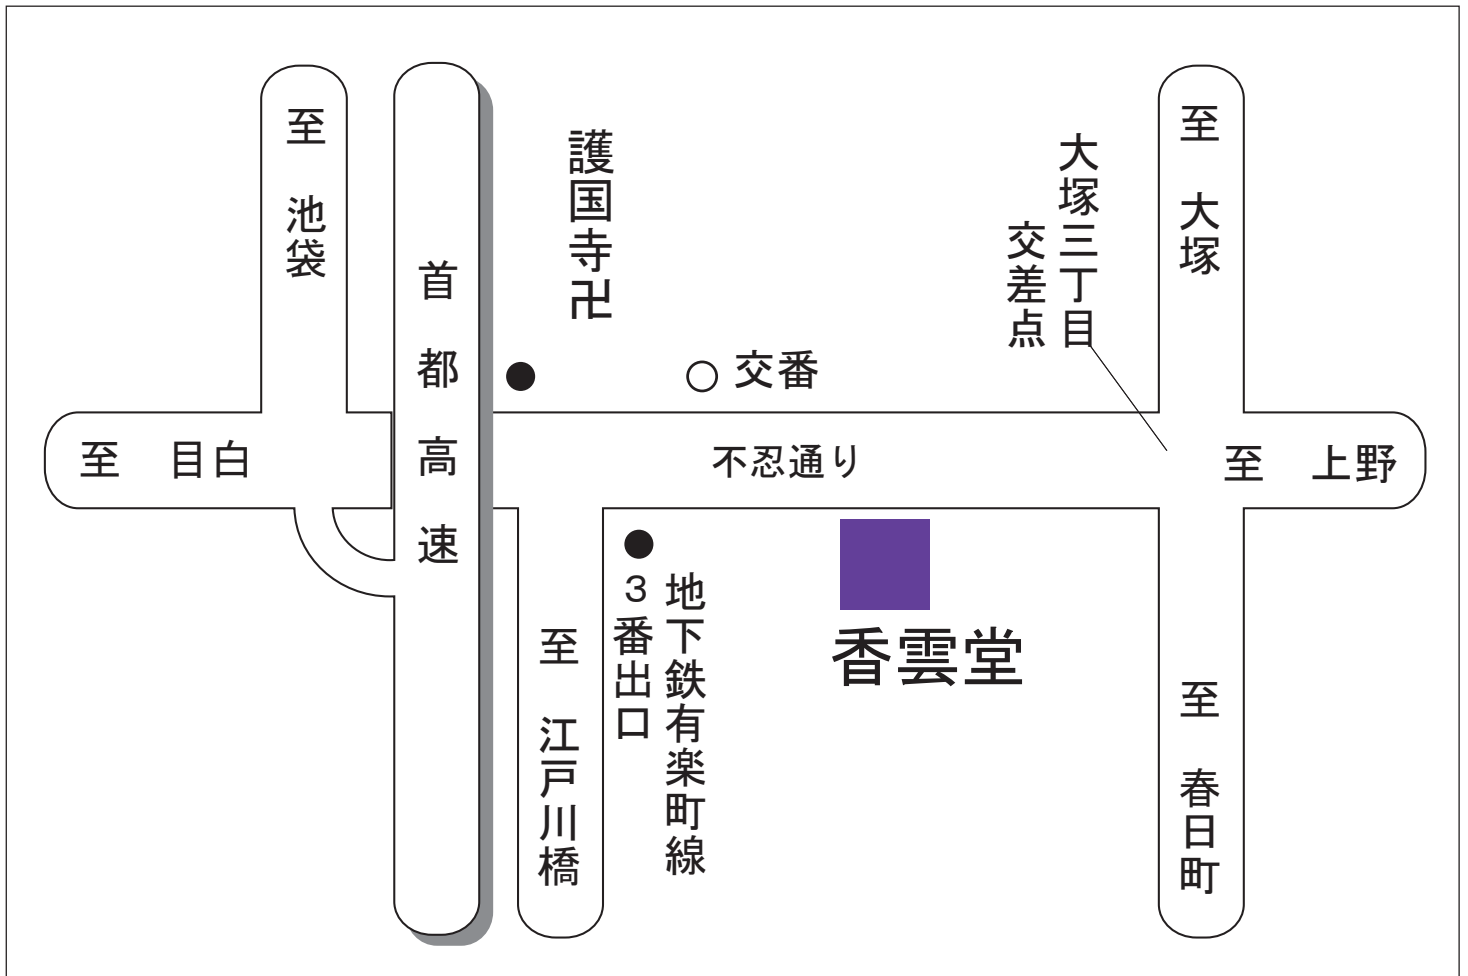 至　池袋
首都高速
護国寺卍
交番
大塚三丁目
交差点
至　大塚
至　目白
不忍通り
至　上野
地下鉄有楽町線
３番出口
至　江戸川橋
香雲堂
至　春日町